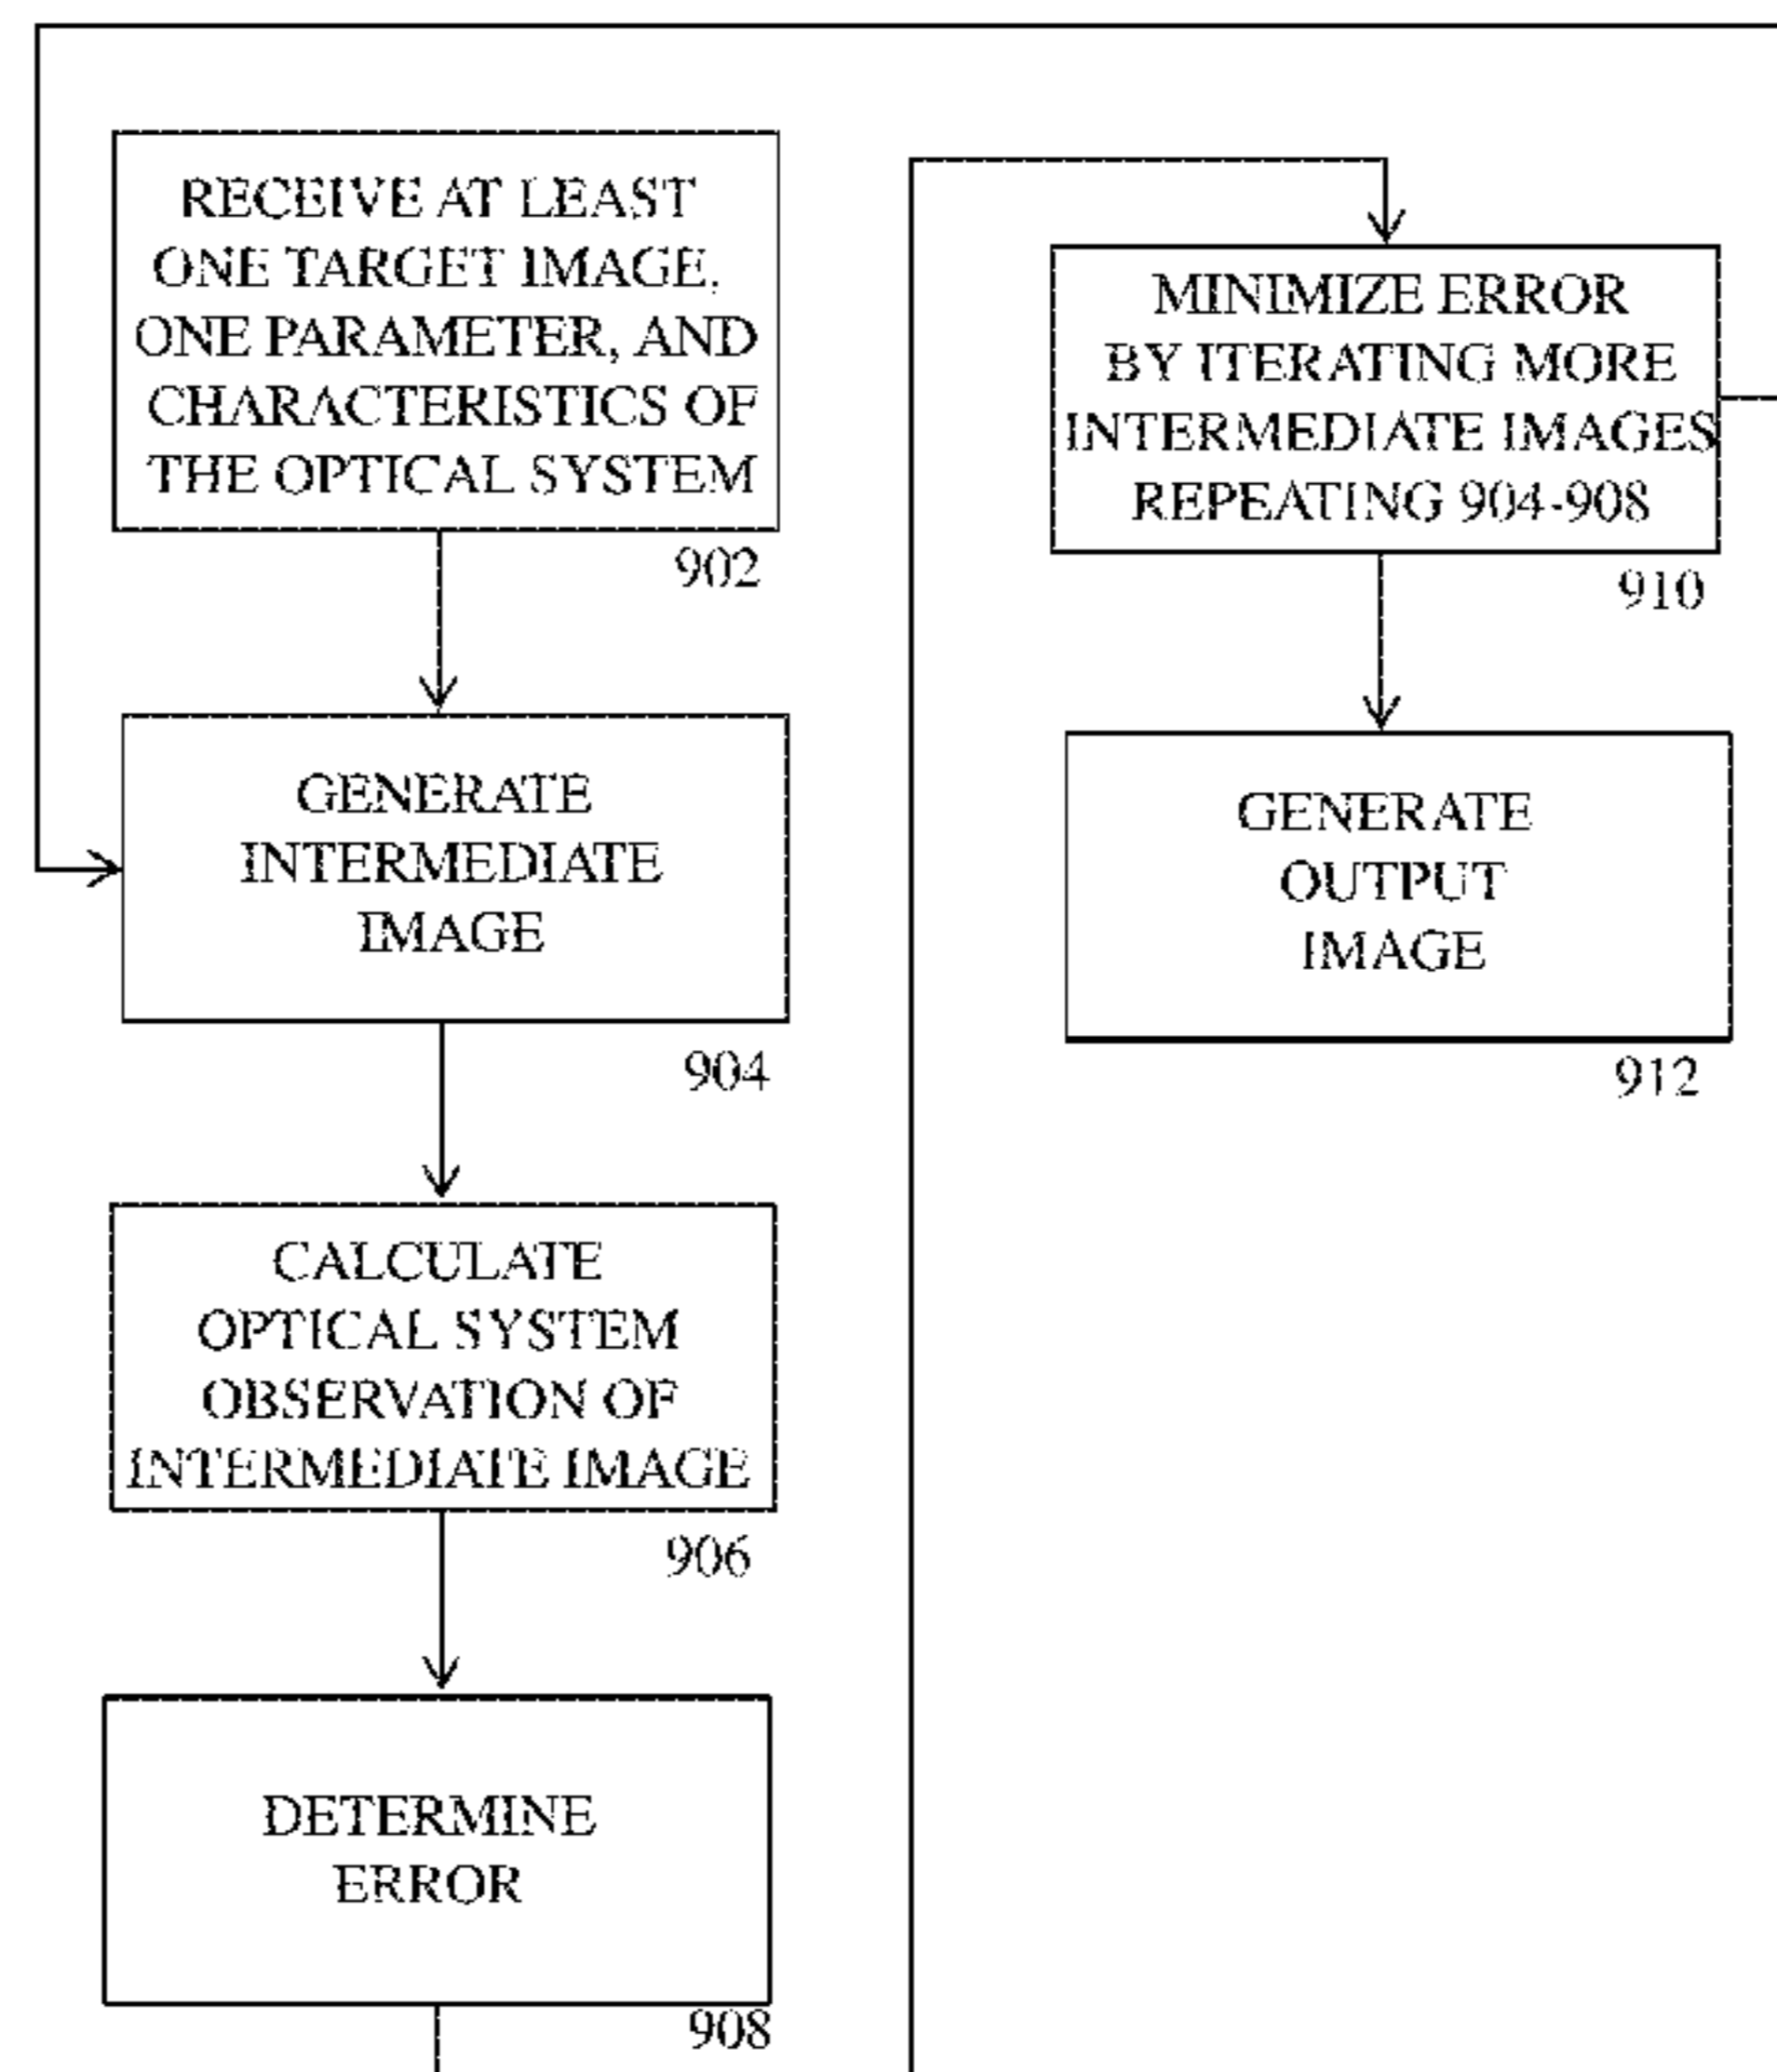 RECEIVE AT LEAST
ONE TARGET IMAGE,
ONE PARAMETER, AND
CHARACTERISTICS OF
THE OPTICAL SYSTEM
902
GENERATE
INTERMEDIATE
IMAGE
904
CALCULATE
OPTICAL SYSTEM
OBSERVATION OF
INTERMEDIATE IMAGE
906
DETERMINE
ERROR
908
MINIMIZE ERROR
BY ITERATING MORE
INTERMEDIATE IMAGES
REPEATING 904-908
910
GENERATE
OUTPUT
IMAGE
912